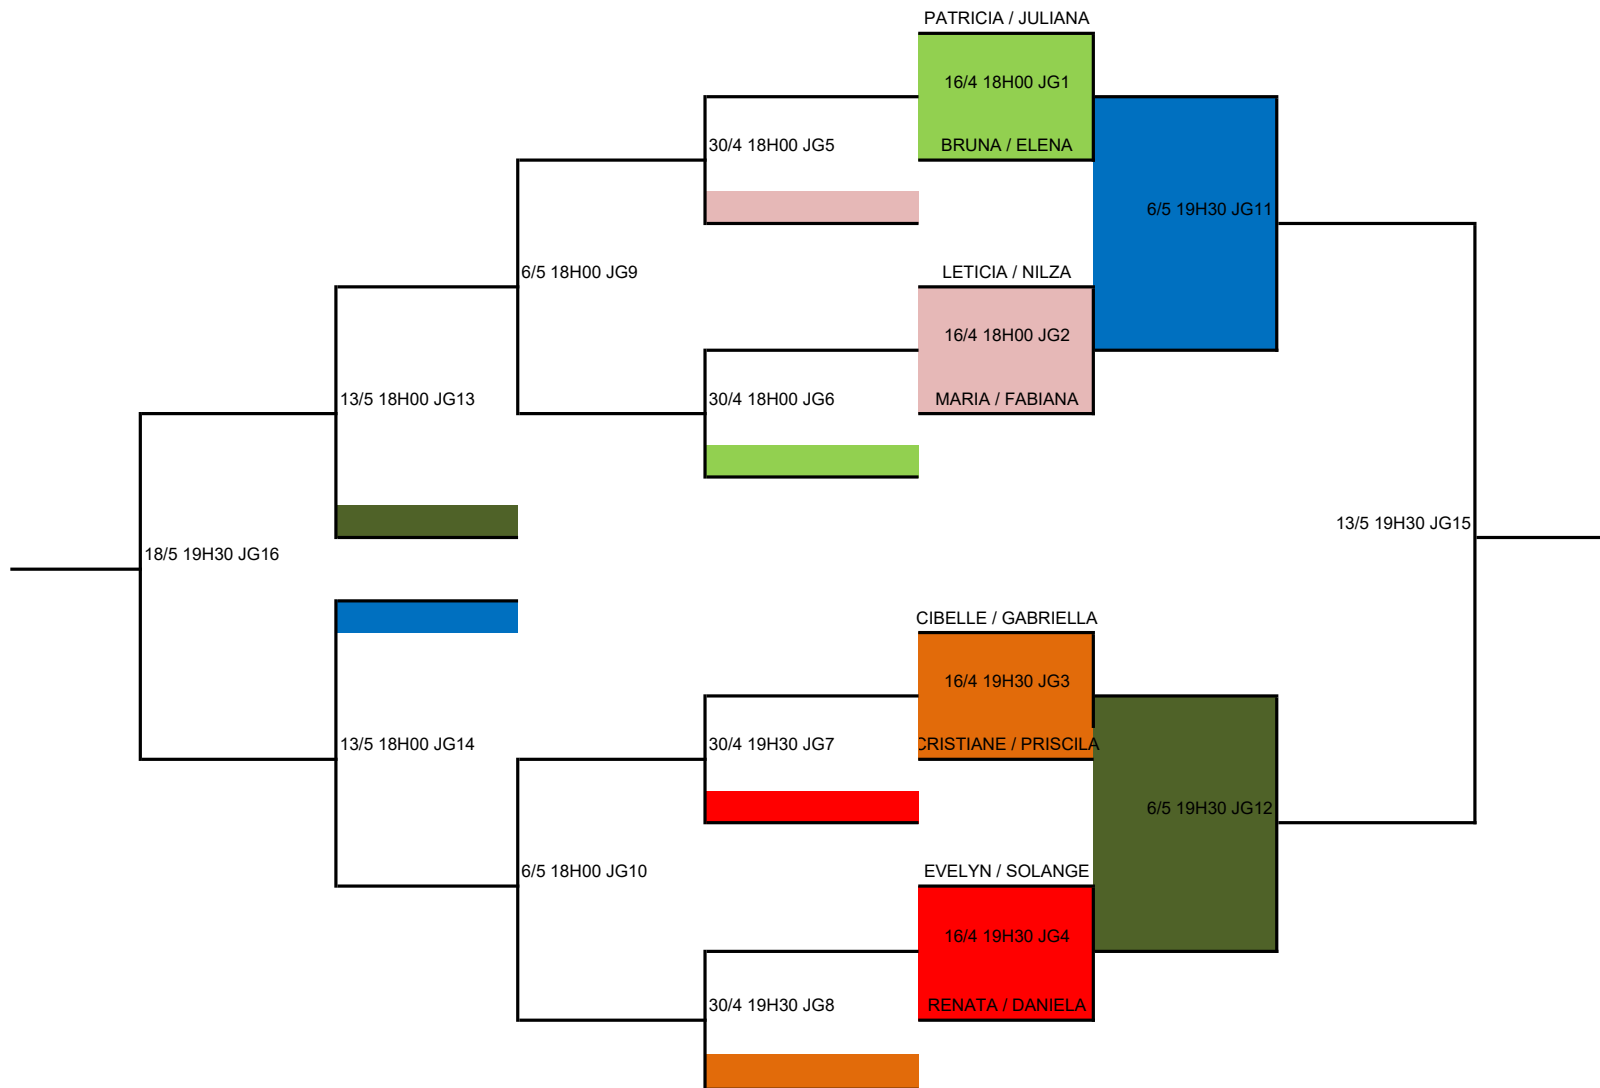 PATRICIA / JULIANA
16/4 18H00 JG1
30/4 18H00 JG5
BRUNA / ELENA
6/5 19H30 JG11
6/5 18H00 JG9
LETICIA / NILZA
16/4 18H00 JG2
13/5 18H00 JG13
30/4 18H00 JG6
MARIA / FABIANA
13/5 19H30 JG15
18/5 19H30 JG16
CIBELLE / GABRIELLA
16/4 19H30 JG3
13/5 18H00 JG14
30/4 19H30 JG7
CRISTIANE / PRISCILA
6/5 19H30 JG12
6/5 18H00 JG10
EVELYN / SOLANGE
16/4 19H30 JG4
30/4 19H30 JG8
RENATA / DANIELA